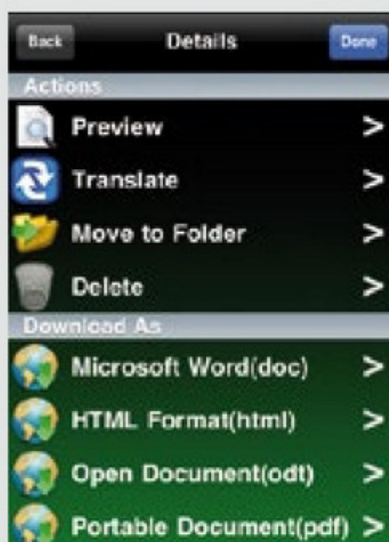 Back Details Done
Actions
Preview >
Translate >
Move to Folder >
Delete >
Download As
Microsoft Word(doc) >
HTML Format(html) >
Open Document(odt) >
Portable Document(pdf) >